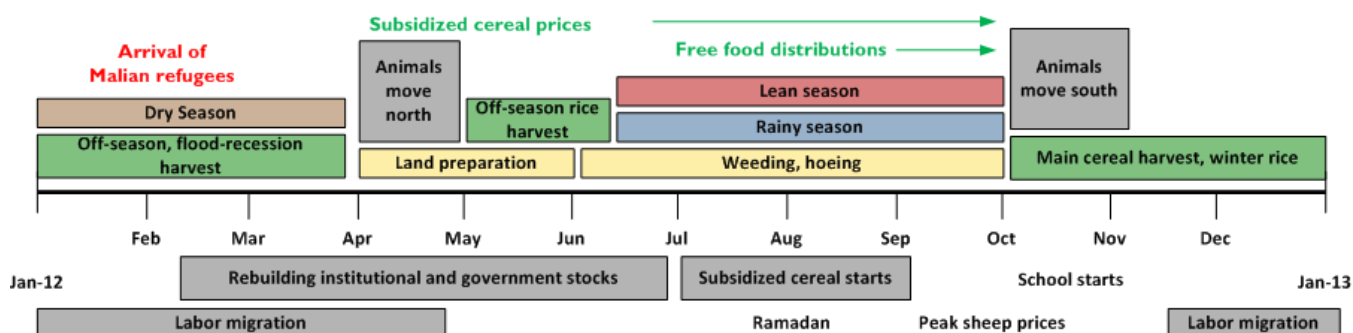 Subsidized cereal prices
Arrival of
Malian refugees
Free food distributions
Animals
move
north
Animals
move south
Dry Season
Off-season rice
harvest
Lean season
Rainy season
Off-season, flood-recession
harvest
Land preparation
Weeding, hoeing
Main cereal harvest, winter rice
Feb Mar Apr May Jun Jul Aug Sep Oct Nov Dec
Jan-12
Rebuilding institutional and government stocks
Subsidized cereal starts
School starts
Jan-13
Labor migration
Ramadan
Peak sheep prices
Labor migration